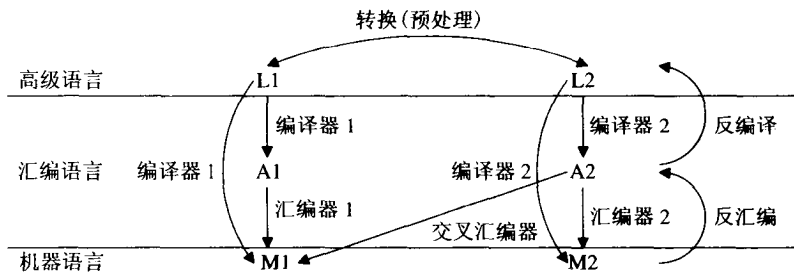 转换(预处理)
高级语言 L1 L2
编译器 1 编译器 2 反编译
汇编语言 编译器 1 A1 编译器 2 A2
汇编器 1 交叉汇编器 汇编器 2 反汇编
机器语言 M1 M2